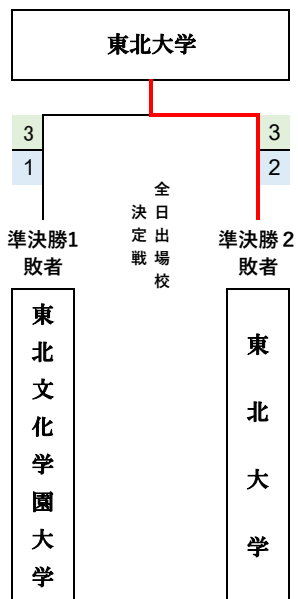 東北大学
3
1
3
2
全日出場校
決定戦
準決勝1
敗者
準決勝２
敗者
東北文化学園大学
東北大学